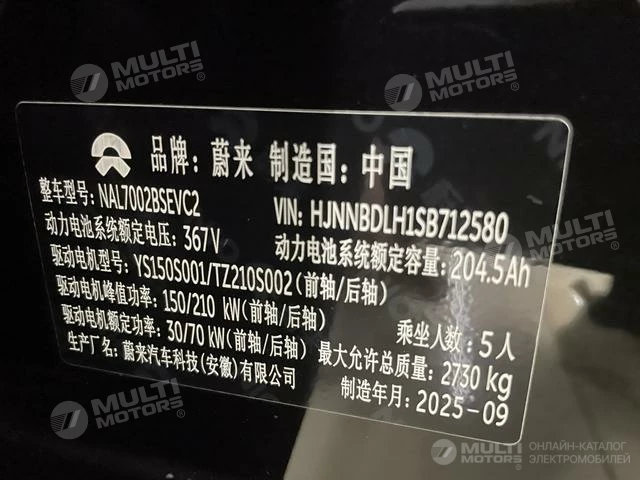 MULTI MOTORS®
MULTI MOTORS®
品牌: 蔚来 制造国: 中国
整车型号: NAL7002BSEVC2
VIN: HJNNBDLH1SB712580
动力电池系统额定电压: 367V
动力电池系统额定容量: 204.5Ah
驱动电机型号: YS150S001/TZ210S002(前轴/后轴)
驱动电机峰值功率: 150/210 kW(前轴/后轴)
驱动电机额定功率: 30/70 kW(前轴/后轴)
乘坐人数: 5人
生产厂名: 蔚来汽车科技(安徽)有限公司
最大允许总质量: 2730 kg
制造年月: 2025-09
MULTI MOTORS®
MULTI MOTORS®
ОНЛАЙН-КАТАЛОГ
ЭЛЕКТРОМОБИЛЕЙ